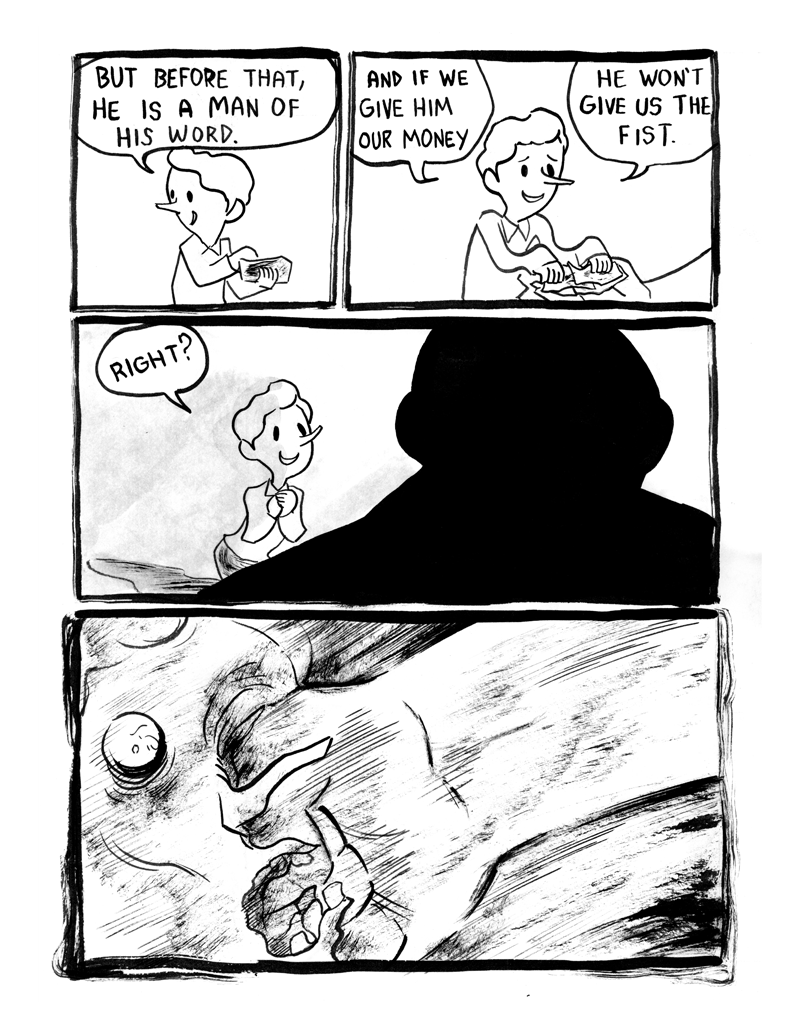 BUT BEFORE THAT,
HE IS A MAN OF
HIS WORD.
AND IF WE
GIVE HIM
OUR MONEY
HE WON'T
GIVE US THE
FIST.
RIGHT?